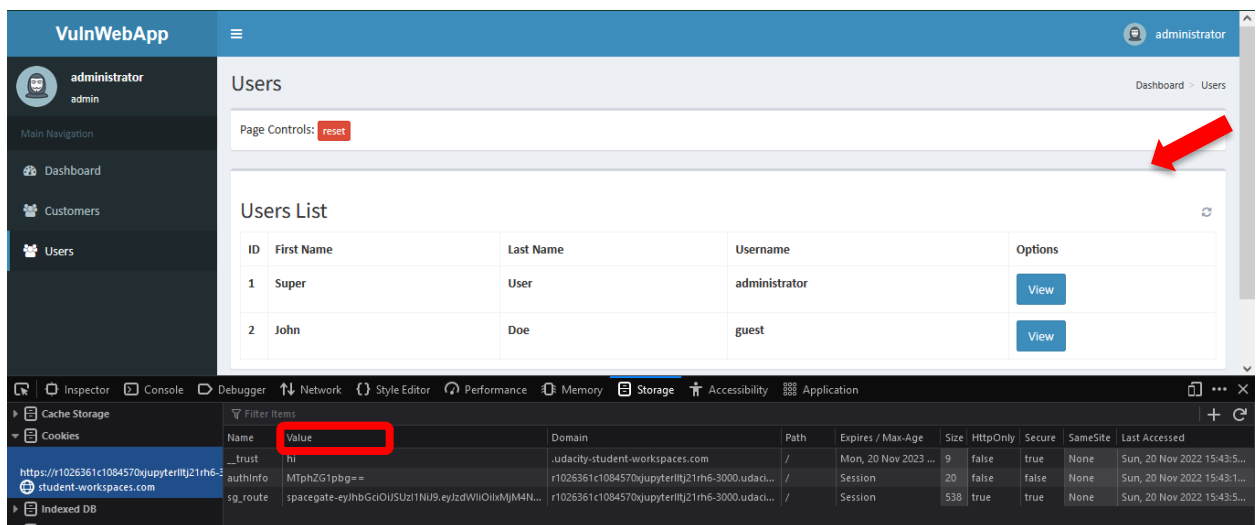 VulnWebApp
administrator
administrator
admin
Users
Dashboard > Users
Main Navigation
Page Controls: reset
Dashboard
Customers
Users
Users List
ID First Name Last Name Username Options
1 Super User administrator View
2 John Doe guest View
Inspector Console Debugger Network Style Editor Performance Memory Storage Accessibility Application
Cache Storage
Filter Items
Cookies
Name Value Domain Path Expires / Max-Age Size HttpOnly Secure SameSite Last Accessed
__trust hi .udacity-student-workspaces.com / Mon, 20 Nov 2023 ... 9 false true None Sun, 20 Nov 2022 15:43:5...
https://r1026361c1084570xjupyterlltj21rh6-3
student-workspaces.com
authInfo MTphZG1pbg== r1026361c1084570xjupyterlltj21rh6-3000.udaci... / Session 20 false false None Sun, 20 Nov 2022 15:43:1...
sg_route spacegate-eyJhbGciOiJSUzI1NiJ9.eyJzdWIiOiIxMjM4N... r1026361c1084570xjupyterlltj21rh6-3000.udaci... / Session 538 true true None Sun, 20 Nov 2022 15:43:5...
Indexed DB